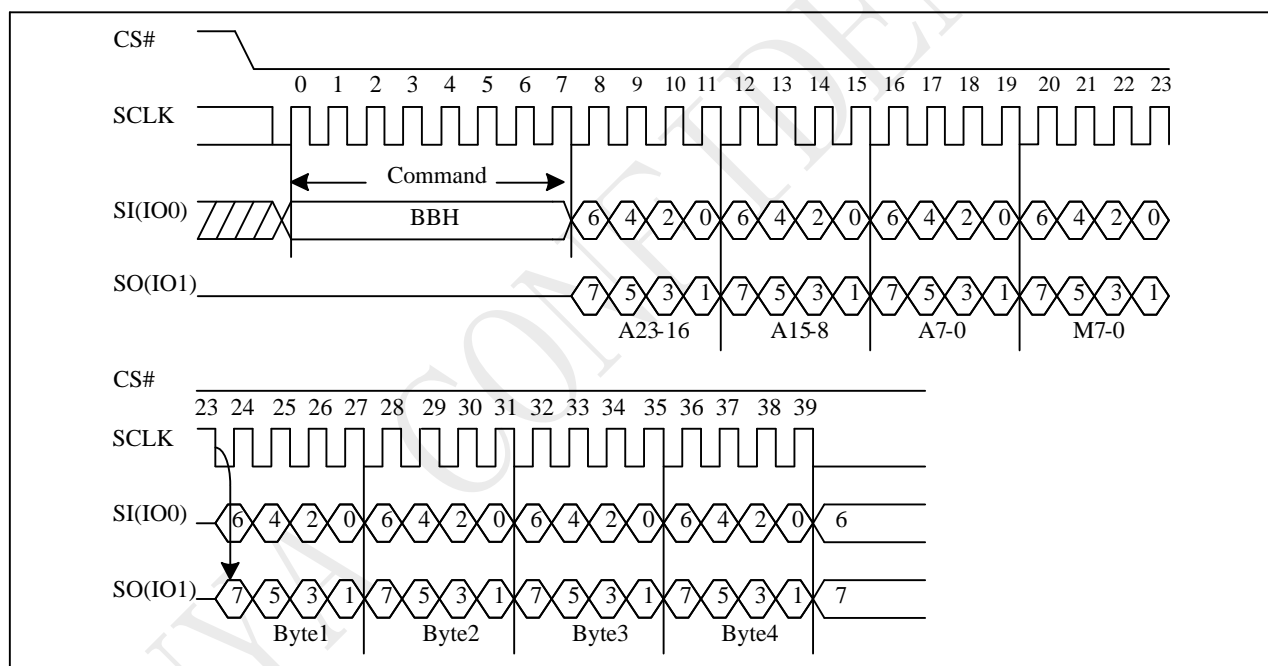 CS#
0 1 2 3 4 5 6 7 8 9 10 11 12 13 14 15 16 17 18 19 20 21 22 23
SCLK
Command
SI(IO0) BBH 6 4 2 0 6 4 2 0 6 4 2 0 6 4 2 0
SO(IO1) 7 5 3 1 7 5 3 1 7 5 3 1 7 5 3 1
A23-16 A15-8 A7-0 M7-0
CS#
23 24 25 26 27 28 29 30 31 32 33 34 35 36 37 38 39
SCLK
SI(IO0) 6 4 2 0 6 4 2 0 6 4 2 0 6 4 2 0 6
SO(IO1) 7 5 3 1 7 5 3 1 7 5 3 1 7 5 3 1 7
Byte1 Byte2 Byte3 Byte4